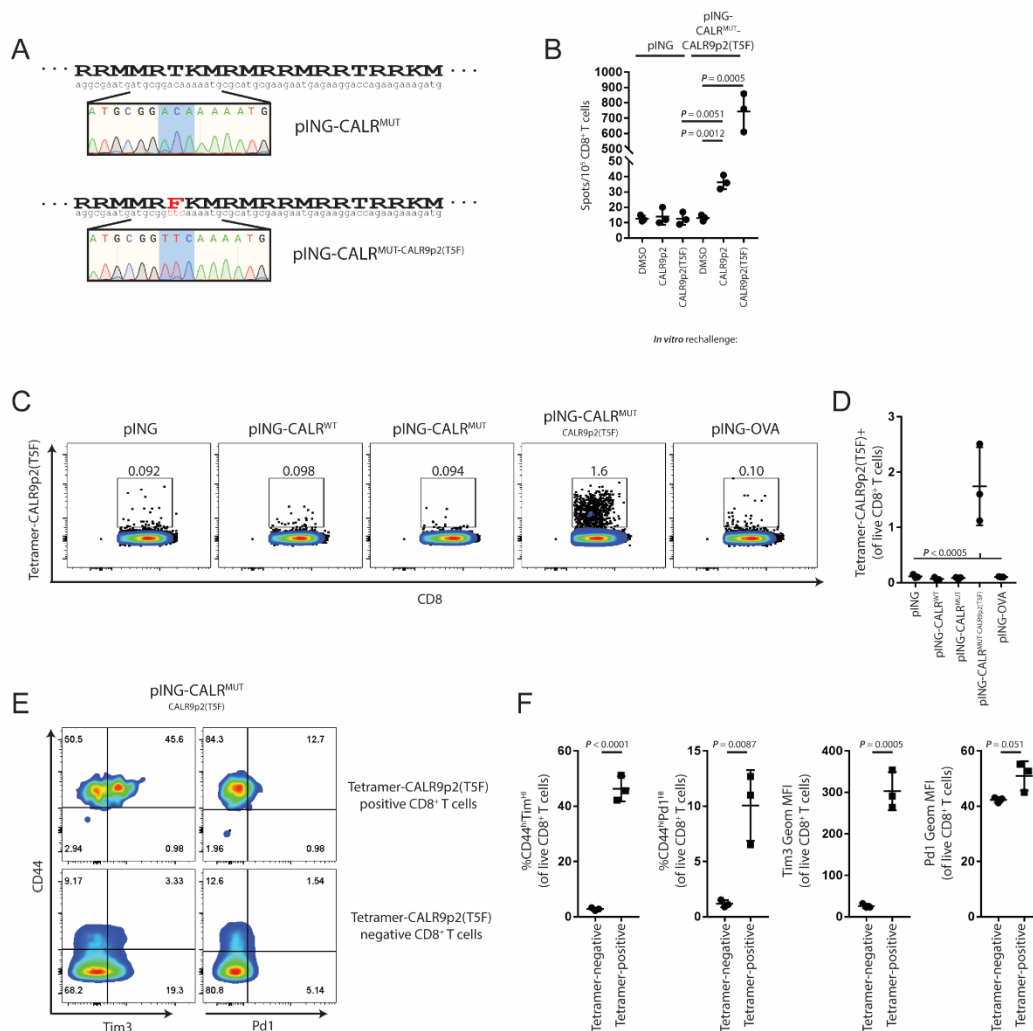 A
··· RRMMRTKMRMRRMRRTRRKM ···
aggcgaatgatgcggacaaaaatgcgcatgcgaagaatgagaaggaccagaagaaagatg
ATGCGGACAAAAATG
pING-CALRMUT
··· RRMMRFKMRMRRMRRTRRKM ···
ATGCGGTTCAAAATG
pING-CALRMUT-CALR9p2(T5F)
B
pING
pING-
CALRMUT-
CALR9p2(T5F)
Spots/10⁵ CD8⁺ T cells
1000
900
800
700
600
500
50
40
30
20
10
0
P = 0.0005
P = 0.0051
P = 0.0012
DMSO
CALR9p2
CALR9p2(T5F)
DMSO
CALR9p2
CALR9p2(T5F)
In vitro rechallenge:
C
pING
pING-CALRWT
pING-CALRMUT
pING-CALRMUT
CALR9p2(T5F)
pING-OVA
Tetramer-CALR9p2(T5F)
0.092
0.098
0.094
1.6
0.10
CD8
D
Tetramer-CALR9p2(T5F)+
(of live CD8⁺ T cells)
3
2
1
0
P < 0.0005
pING
pING-CALRWT
pING-CALRMUT
pING-CALRMUT-CALR9p2(T5F)
pING-OVA
E
pING-CALRMUT
CALR9p2(T5F)
CD44
50.5 45.6
2.94 0.98
84.3 12.7
1.96 0.98
Tetramer-CALR9p2(T5F)
positive CD8⁺ T cells
9.17 3.33
68.2 19.3
12.6 1.54
80.8 5.14
Tetramer-CALR9p2(T5F)
negative CD8⁺ T cells
Tim3
Pd1
F
%CD44hiTimHI
(of live CD8⁺ T cells)
60
40
20
0
P < 0.0001
Tetramer-negative
Tetramer-positive
%CD44hiPd1HI
(of live CD8⁺ T cells)
15
10
5
0
P = 0.0087
Tetramer-negative
Tetramer-positive
Tim3 Geom MFI
(of live CD8⁺ T cells)
400
300
200
100
0
P = 0.0005
Tetramer-negative
Tetramer-positive
Pd1 Geom MFI
(of live CD8⁺ T cells)
60
40
20
0
P = 0.051
Tetramer-negative
Tetramer-positive